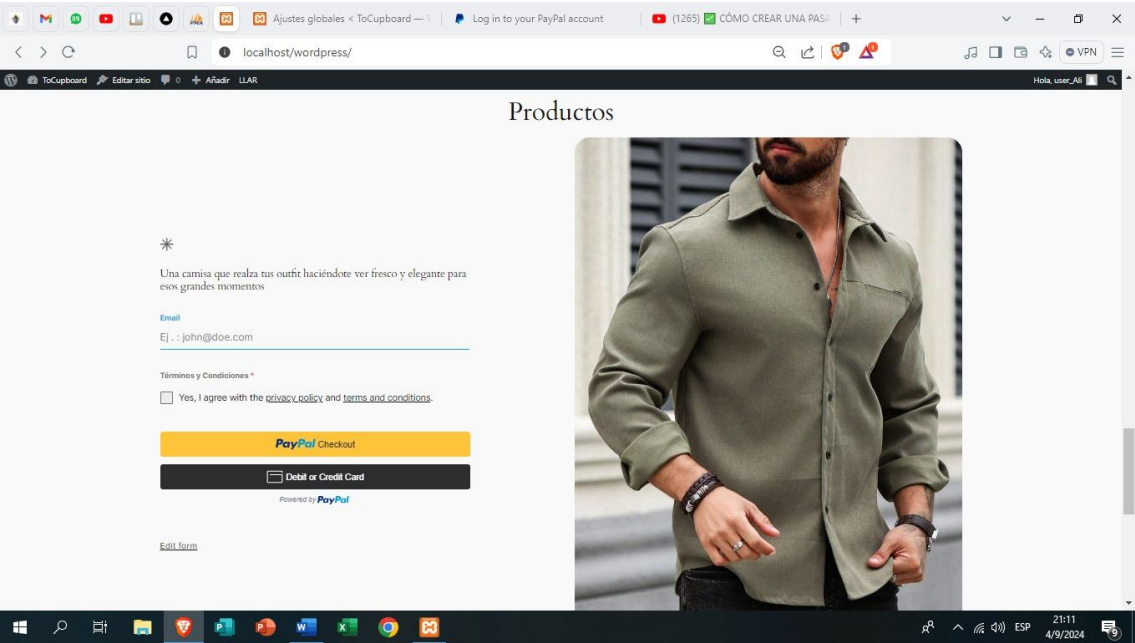 Ajustes globales < ToCupboard —
Log in to your PayPal account
(1265) ✅ CÓMO CREAR UNA PASA
localhost/wordpress/
VPN
ToCupboard
Editar sitio
0
Añadir
LLAR
Hola, user_Ali
Productos
Una camisa que realza tus outfit haciéndote ver fresco y elegante para
esos grandes momentos
Email
Ej . : john@doe.com
Términos y Condiciones *
Yes, I agree with the privacy policy and terms and conditions.
PayPal Checkout
Debit or Credit Card
Powered by PayPal
Edit form
ESP
21:11
4/9/2024